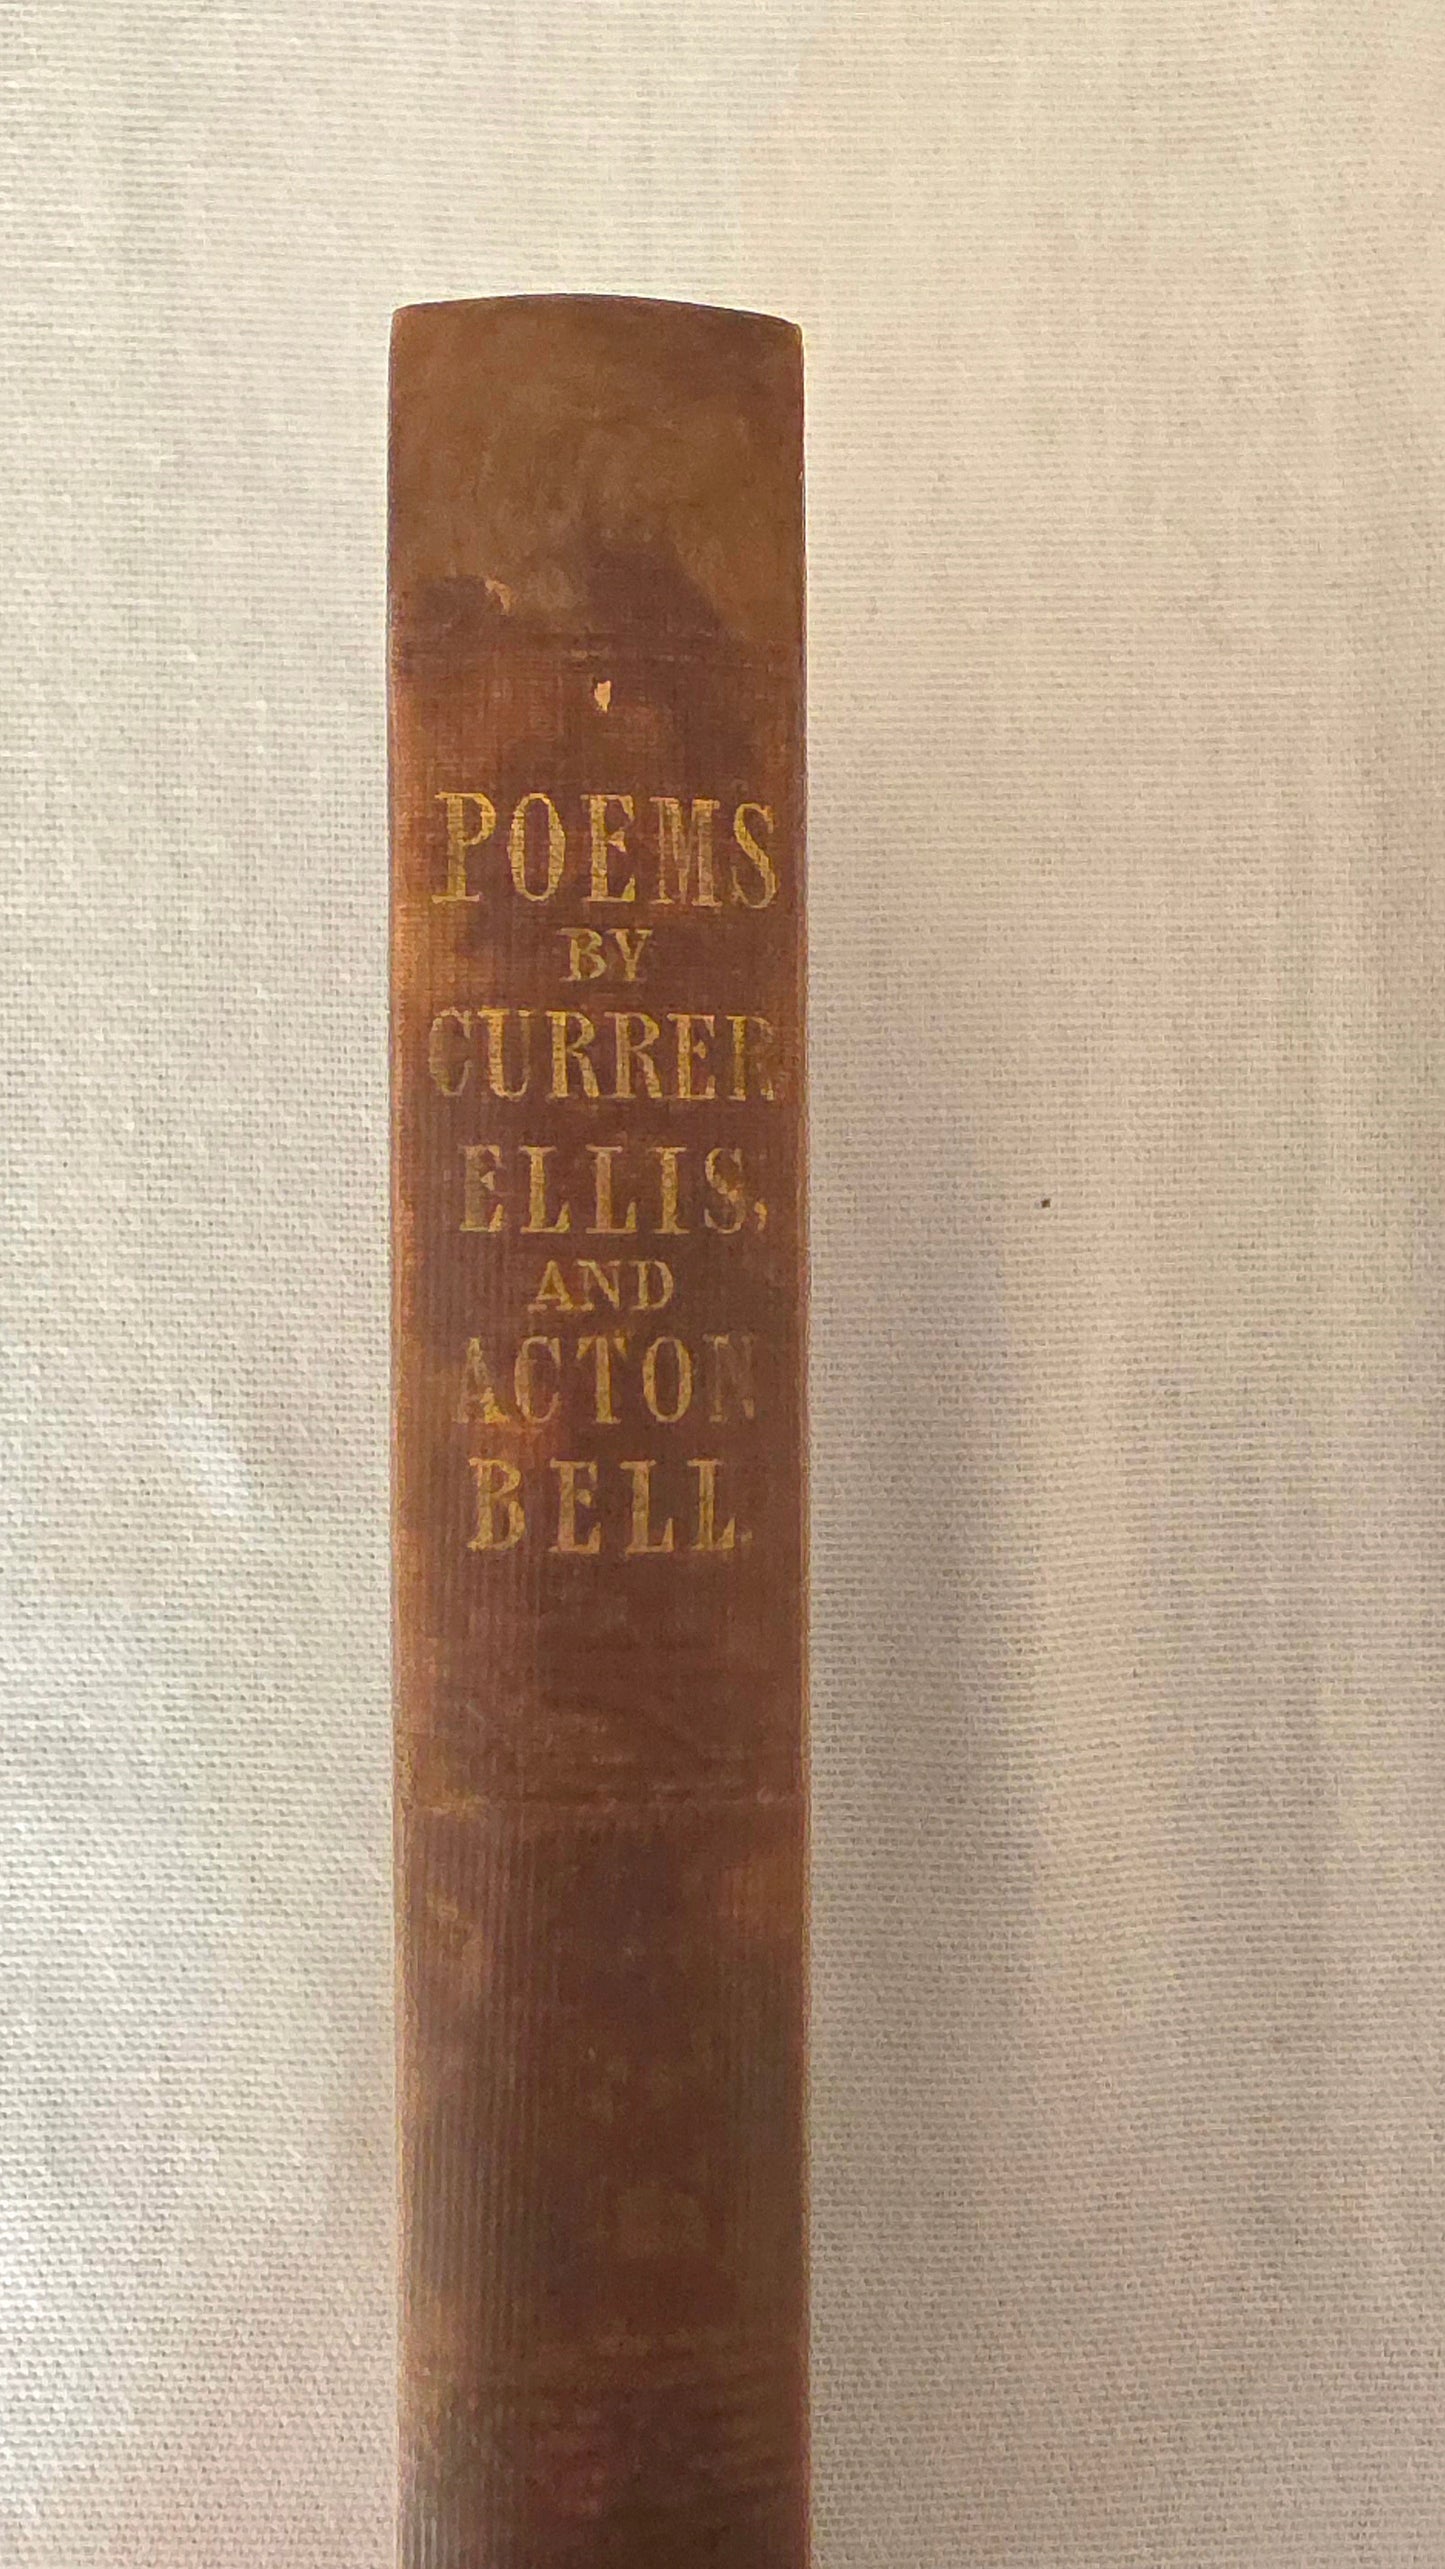 POEMS
BY
CURRER
ELLIS,
AND
ACTON
BELL